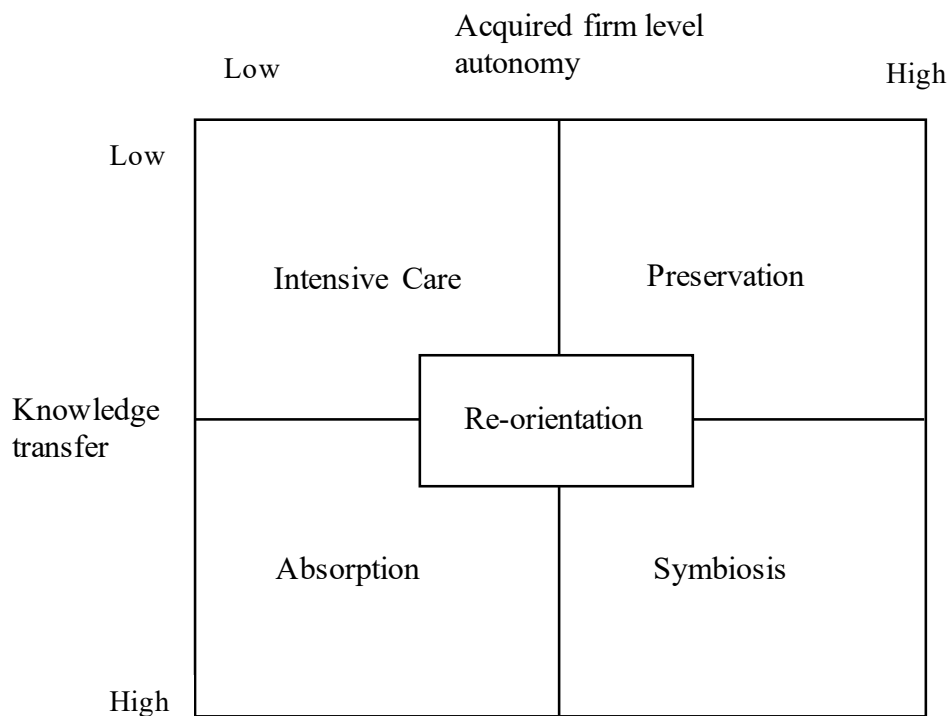 Acquired firm level
autonomy
Low
High
Low
Intensive Care
Preservation
Knowledge
transfer
Re-orientation
Absorption
Symbiosis
High